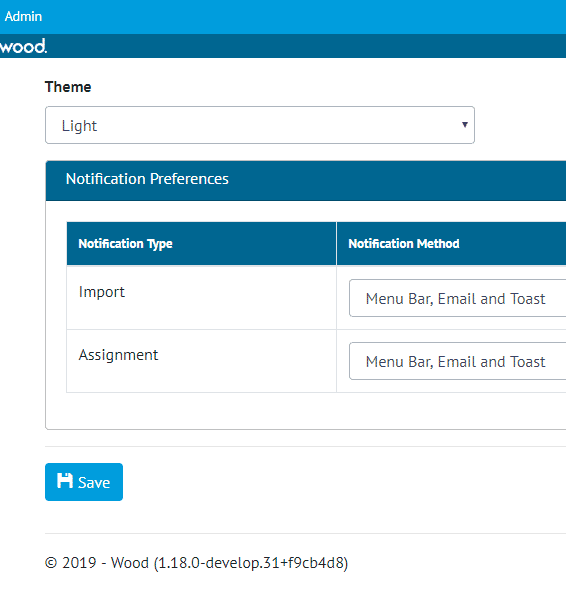 Admin
wood.
Theme
Light
Notification Preferences
Notification Type Notification Method
Import Menu Bar, Email and Toast
Assignment Menu Bar, Email and Toast
Save
© 2019 - Wood (1.18.0-develop.31+f9cb4d8)